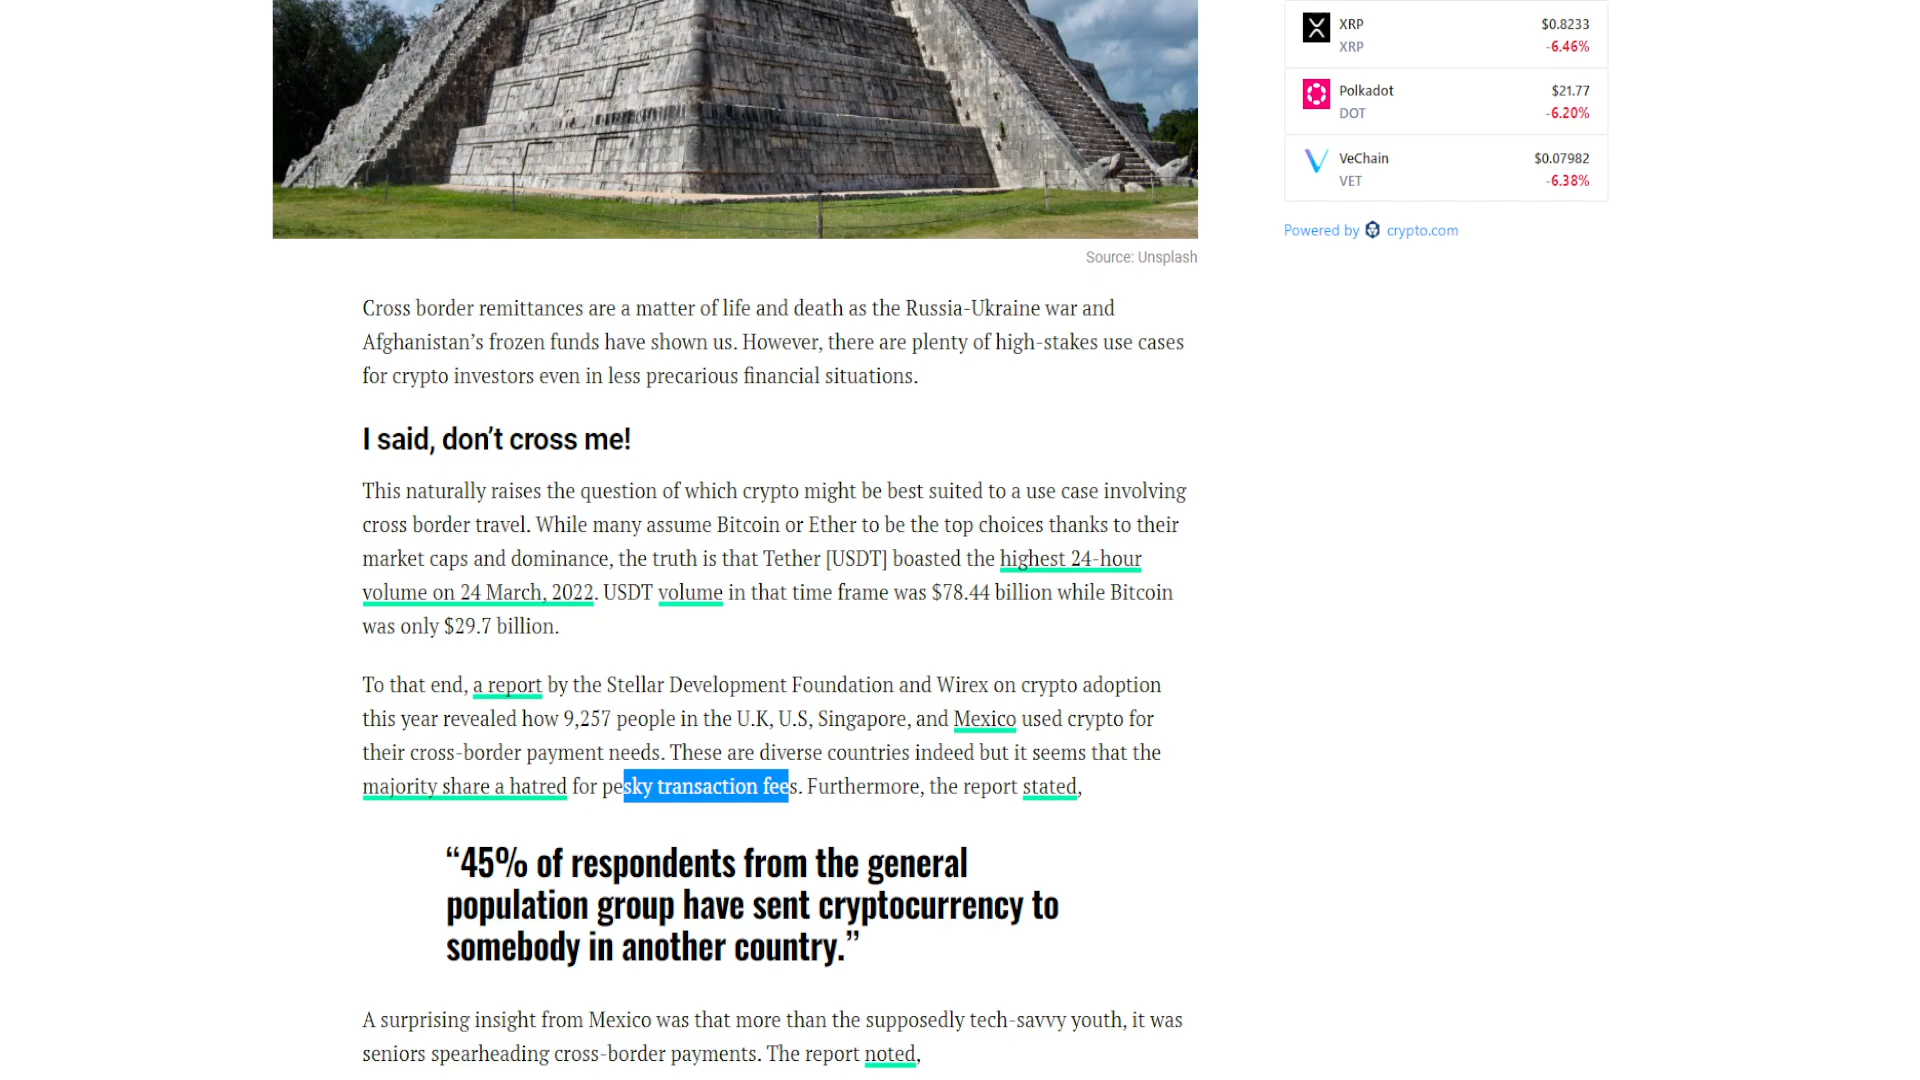 XRP $0.8233
XRP -6.46%
Polkadot $21.77
DOT -6.20%
VeChain $0.07982
VET -6.38%
Powered by crypto.com
Source: Unsplash
Cross border remittances are a matter of life and death as the Russia-Ukraine war and
Afghanistan’s frozen funds have shown us. However, there are plenty of high-stakes use cases
for crypto investors even in less precarious financial situations.
I said, don’t cross me!
This naturally raises the question of which crypto might be best suited to a use case involving
cross border travel. While many assume Bitcoin or Ether to be the top choices thanks to their
market caps and dominance, the truth is that Tether [USDT] boasted the highest 24-hour
volume on 24 March, 2022. USDT volume in that time frame was $78.44 billion while Bitcoin
was only $29.7 billion.
To that end, a report by the Stellar Development Foundation and Wirex on crypto adoption
this year revealed how 9,257 people in the U.K, U.S, Singapore, and Mexico used crypto for
their cross-border payment needs. These are diverse countries indeed but it seems that the
majority share a hatred for pesky transaction fees. Furthermore, the report stated,
“45% of respondents from the general
population group have sent cryptocurrency to
somebody in another country.”
A surprising insight from Mexico was that more than the supposedly tech-savvy youth, it was
seniors spearheading cross-border payments. The report noted,